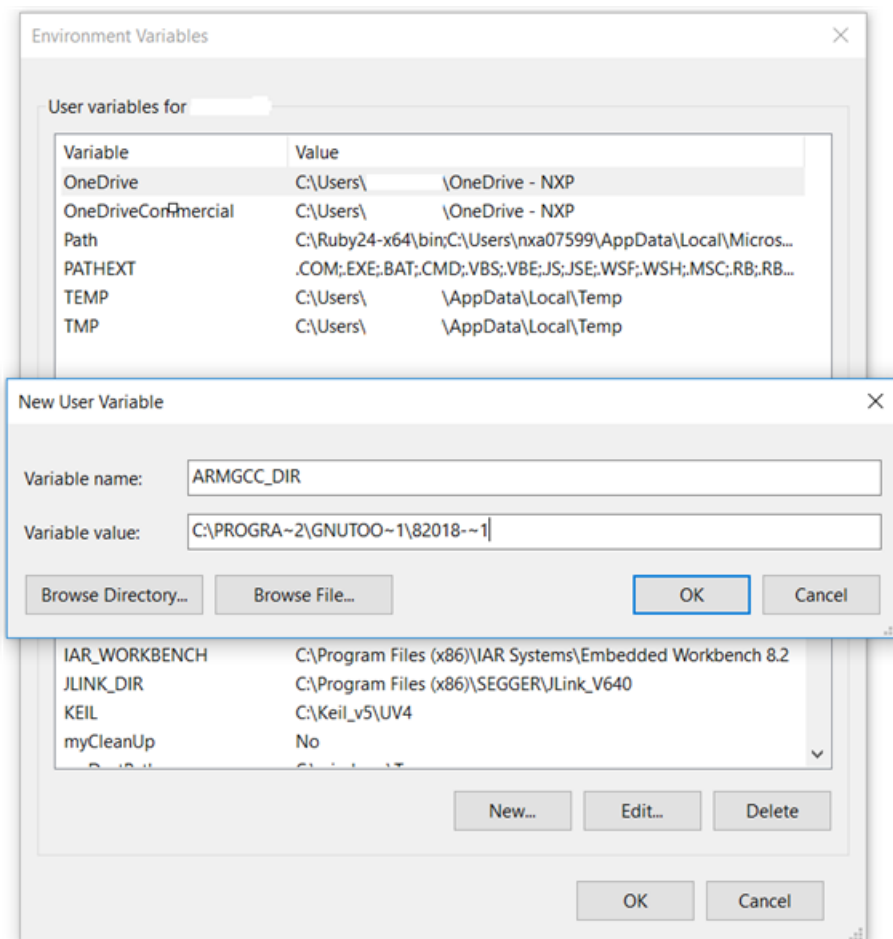 Environment Variables
User variables for
Variable Value
OneDrive C:\Users\ \OneDrive - NXP
OneDriveCommercial C:\Users\ \OneDrive - NXP
Path C:\Ruby24-x64\bin;C:\Users\nxa07599\AppData\Local\Micros...
PATHEXT .COM;.EXE;.BAT;.CMD;.VBS;.VBE;.JS;.JSE;.WSF;.WSH;.MSC;.RB;.RB...
TEMP C:\Users\ \AppData\Local\Temp
TMP C:\Users\ \AppData\Local\Temp
New User Variable
Variable name: ARMGCC_DIR
Variable value: C:\PROGRA~2\GNUTOO~1\82018-~1
Browse Directory... Browse File... OK Cancel
IAR_WORKBENCH C:\Program Files (x86)\IAR Systems\Embedded Workbench 8.2
JLINK_DIR C:\Program Files (x86)\SEGGER\JLink_V640
KEIL C:\Keil_v5\UV4
myCleanUp No
New... Edit... Delete
OK Cancel